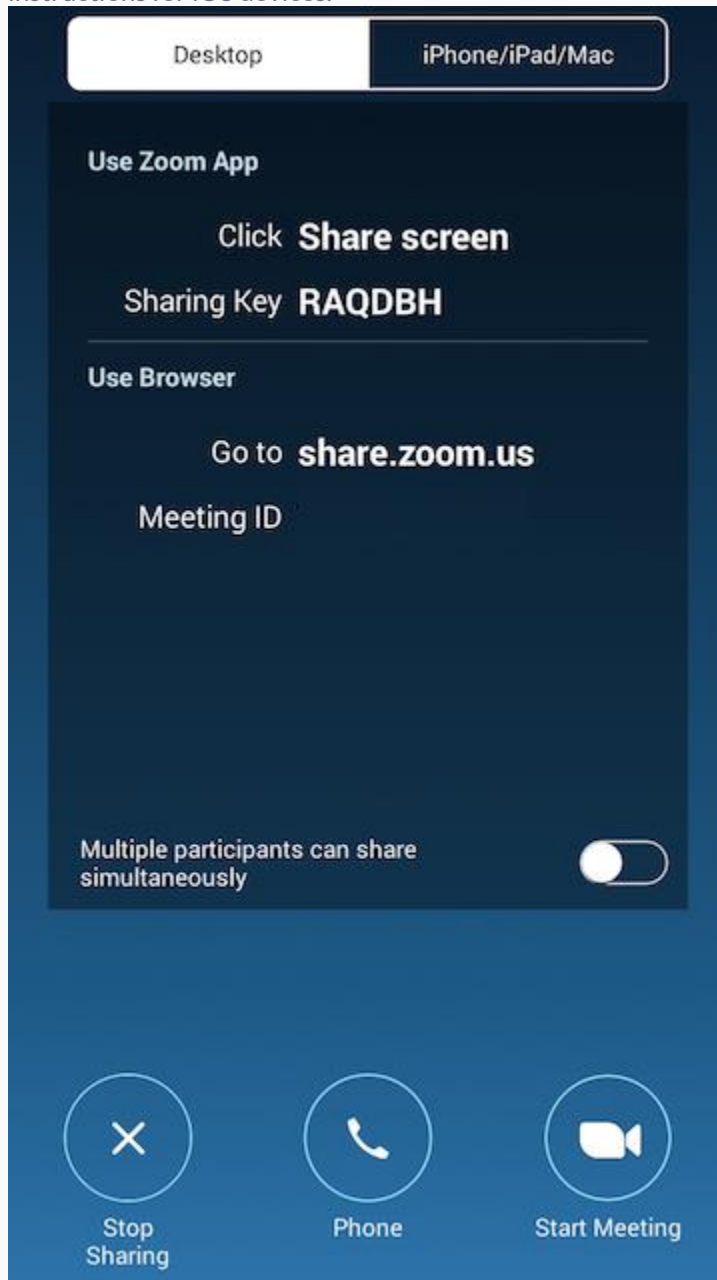 Desktop
iPhone/iPad/Mac
Use Zoom App
Click Share screen
Sharing Key RAQDBH
Use Browser
Go to share.zoom.us
Meeting ID
Multiple participants can share
simultaneously
Stop
Sharing
Phone
Start Meeting